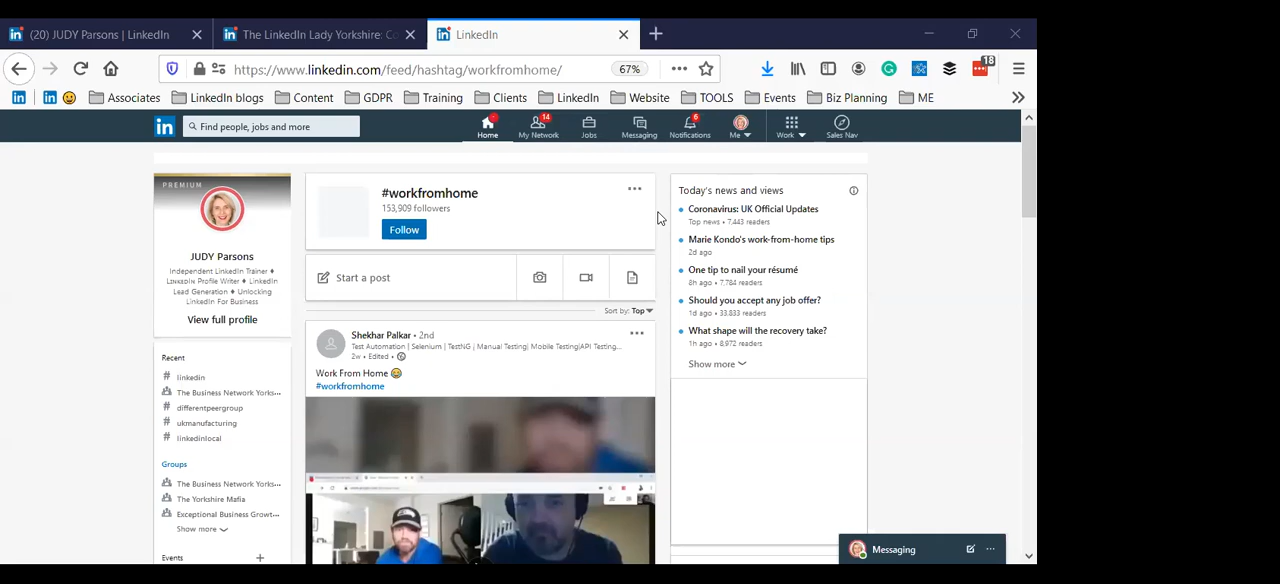 (20) JUDY Parsons | LinkedIn
The LinkedIn Lady Yorkshire: Co
LinkedIn
https://www.linkedin.com/feed/hashtag/workfromhome/
67%
18
Associates
LinkedIn blogs
Content
GDPR
Training
Clients
LinkedIn
Website
TOOLS
Events
Biz Planning
ME
in
Find people, jobs and more
Home
14
My Network
Jobs
Messaging
6
Notifications
Me
Work
Sales Nav
PREMIUM
JUDY Parsons
Independent LinkedIn Trainer ♦
LINKEDIN Profile Writer ♦ LinkedIn
Lead Generation ♦ Unlocking
LinkedIn For Business
View full profile
Recent
# linkedin
The Business Network Yorks...
# differentpeergroup
# ukmanufacturing
# linkedinlocal
Groups
The Business Network Yorks...
The Yorkshire Mafia
Exceptional Business Growt...
Show more
Events +
#workfromhome
153,909 followers
Follow
Start a post
Sort by: Top
Shekhar Palkar • 2nd
Test Automation | Selenium | TestNG | Manual Testing| Mobile Testing|API Testing...
2w • Edited •
Work From Home 😂
#workfromhome
Today's news and views
Coronavirus: UK Official Updates
Top news • 7,443 readers
Marie Kondo's work-from-home tips
2d ago
One tip to nail your résumé
8h ago • 7,784 readers
Should you accept any job offer?
1d ago • 33,833 readers
What shape will the recovery take?
1h ago • 8,972 readers
Show more
Messaging